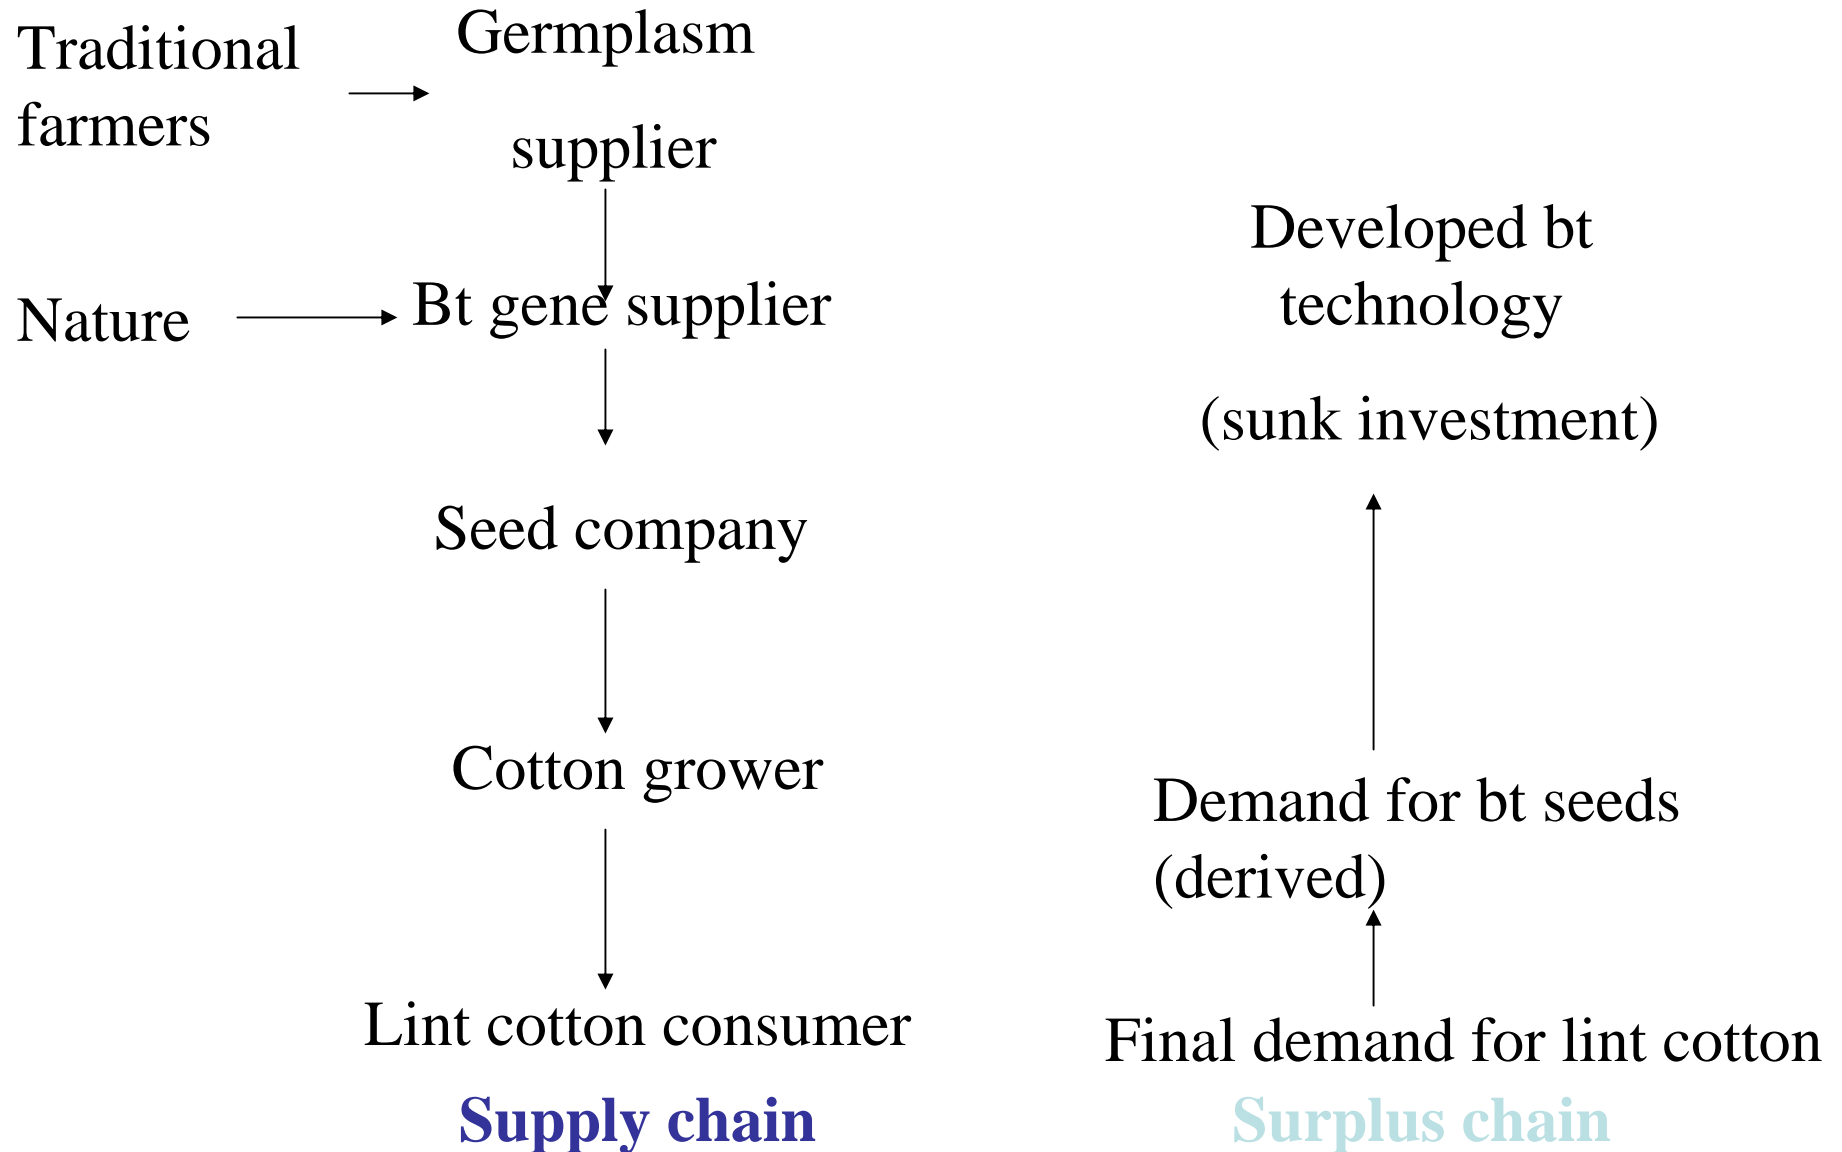 Traditional
farmers
Germplasm
supplier
Nature
Bt gene supplier
Seed company
Cotton grower
Lint cotton consumer
Supply chain
Developed bt
technology
(sunk investment)
Demand for bt seeds
(derived)
Final demand for lint cotton
Surplus chain